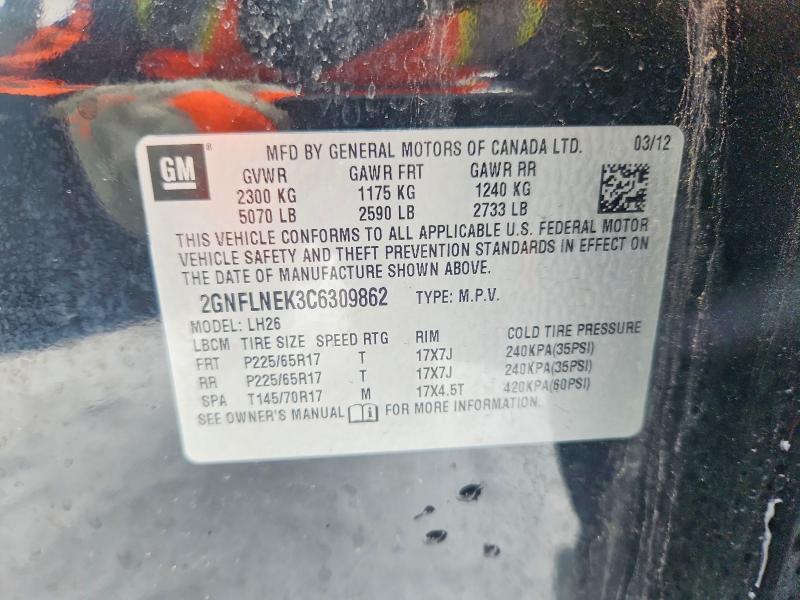 GM ® MFD BY GENERAL MOTORS OF CANADA LTD. 03/12
GVWR GAWR FRT GAWR RR
2300 KG 1175 KG 1240 KG
5070 LB 2590 LB 2733 LB
THIS VEHICLE CONFORMS TO ALL APPLICABLE U.S. FEDERAL MOTOR
VEHICLE SAFETY AND THEFT PREVENTION STANDARDS IN EFFECT ON
THE DATE OF MANUFACTURE SHOWN ABOVE.
2GNFLNEK3C6309862 TYPE: M.P.V.
MODEL: LH26
LBCM TIRE SIZE SPEED RTG RIM COLD TIRE PRESSURE
FRT P225/65R17 T 17X7J 240KPA(35PSI)
RR P225/65R17 T 17X7J 240KPA(35PSI)
SPA T145/70R17 M 17X4.5T 420KPA(60PSI)
SEE OWNER'S MANUAL i FOR MORE INFORMATION.